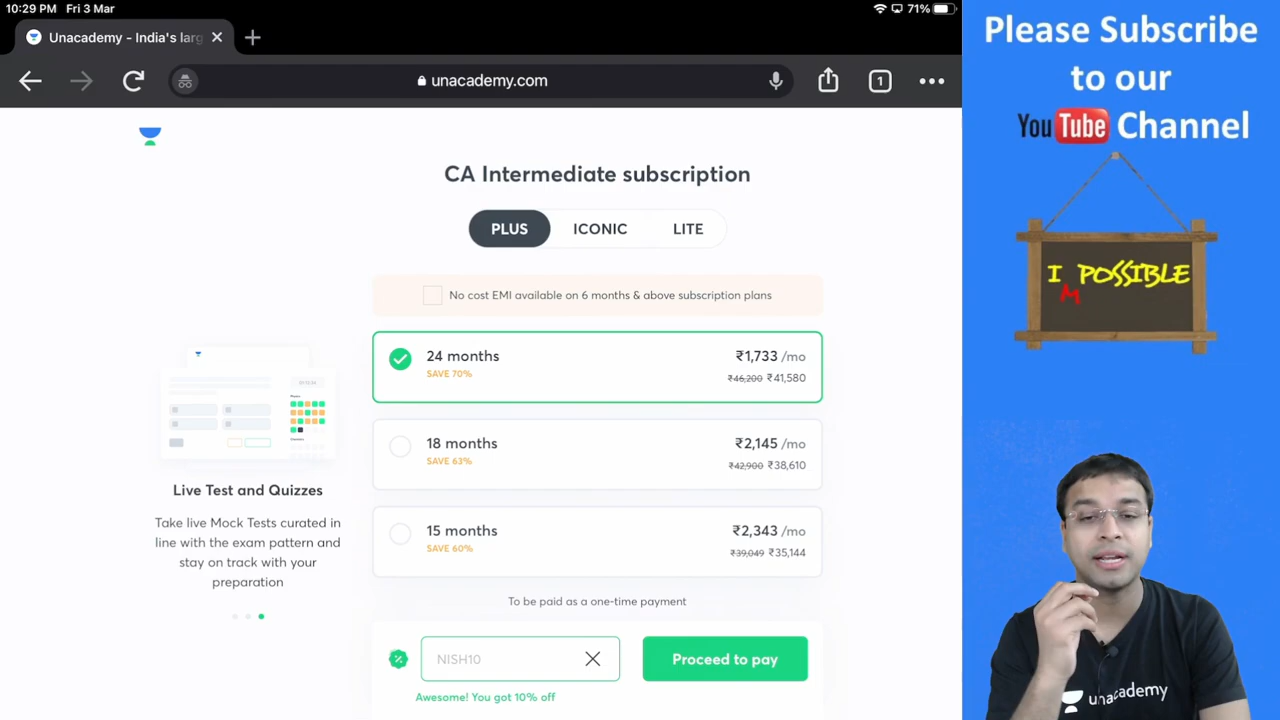 10:29 PM Fri 3 Mar
71%
Unacademy - India's larg
unacademy.com
1
CA Intermediate subscription
PLUS ICONIC LITE
No cost EMI available on 6 months & above subscription plans
24 months ₹1,733 /mo
SAVE 70% ₹46,200 ₹41,580
18 months ₹2,145 /mo
SAVE 63% ₹42,900 ₹38,610
15 months ₹2,343 /mo
SAVE 60% ₹39,049 ₹35,144
To be paid as a one-time payment
NISH10
Proceed to pay
Awesome! You got 10% off
Live Test and Quizzes
Take live Mock Tests curated in
line with the exam pattern and
stay on track with your
preparation
Please Subscribe
to our
YouTube Channel
I M POSSIBLE
unacademy